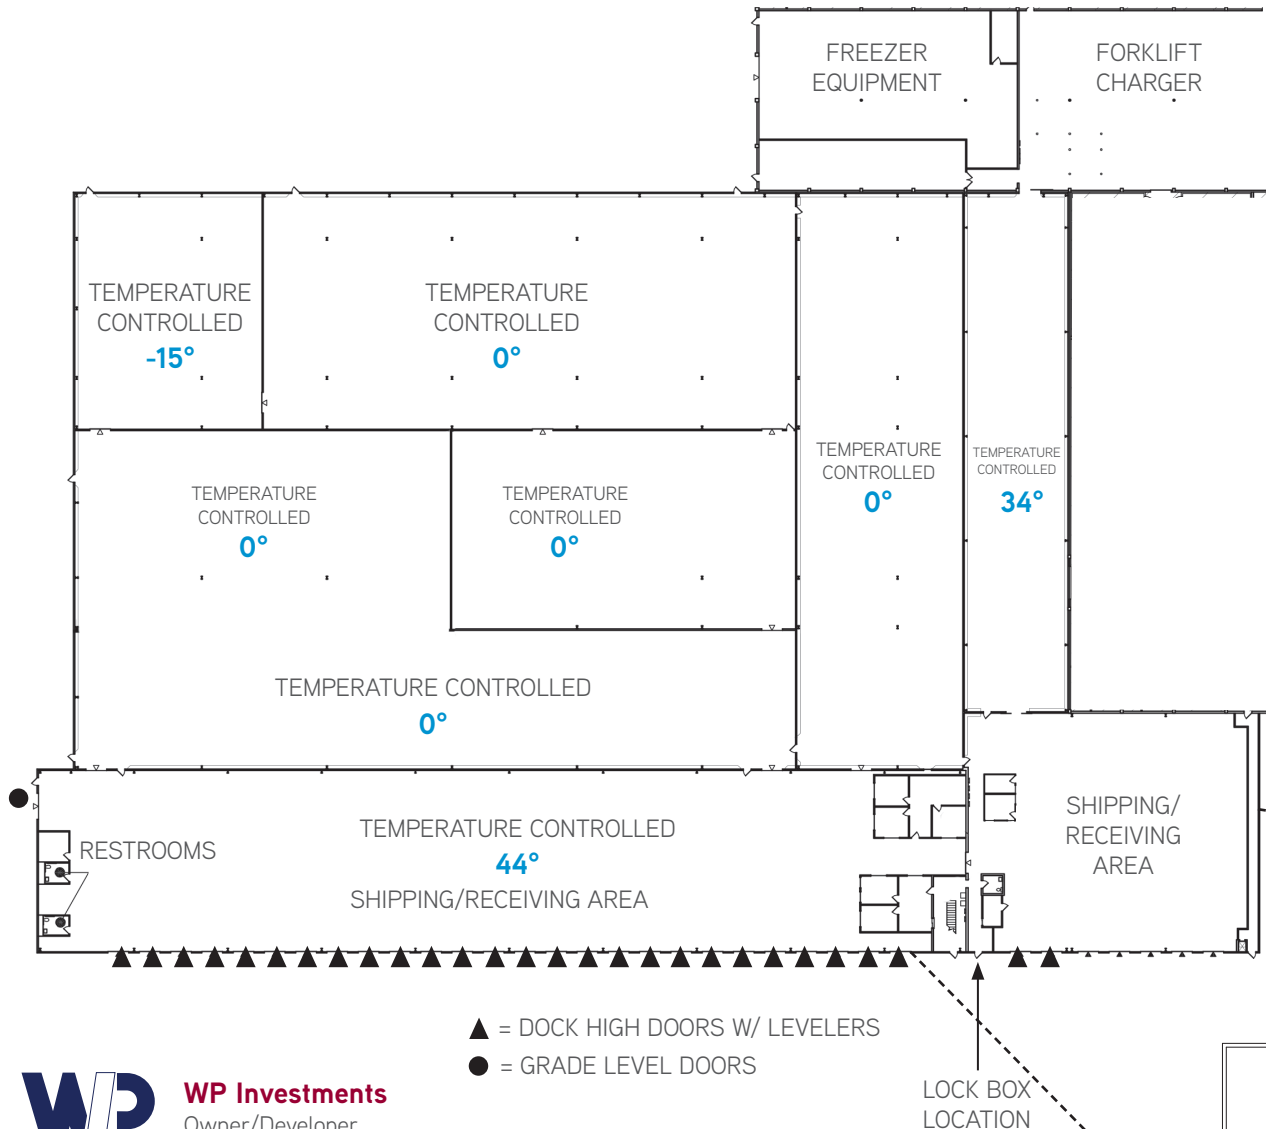 FREEZER
EQUIPMENT
FORKLIFT
CHARGER
TEMPERATURE
CONTROLLED
-15°
TEMPERATURE
CONTROLLED
0°
TEMPERATURE
CONTROLLED
0°
TEMPERATURE
CONTROLLED
34°
TEMPERATURE
CONTROLLED
0°
TEMPERATURE
CONTROLLED
0°
TEMPERATURE CONTROLLED
0°
RESTROOMS
TEMPERATURE CONTROLLED
44°
SHIPPING/RECEIVING AREA
SHIPPING/
RECEIVING
AREA
= DOCK HIGH DOORS W/ LEVELERS
= GRADE LEVEL DOORS
LOCK BOX
LOCATION
WP
WP Investments
Owner/Developer